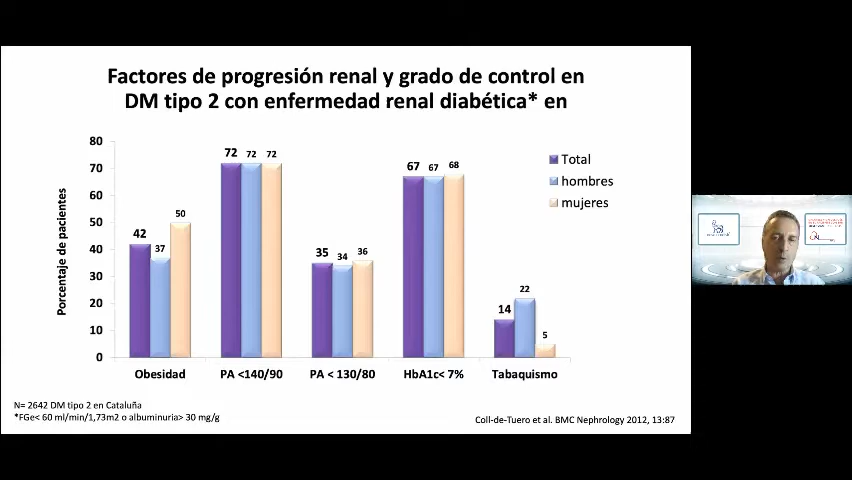 Factores de progresión renal y grado de control en
DM tipo 2 con enfermedad renal diabética* en
Porcentaje de pacientes
80
70
60
50
40
30
20
10
0
42
37
50
72
72
72
35
34
36
67
67
68
14
22
5
Obesidad
PA <140/90
PA < 130/80
HbA1c< 7%
Tabaquismo
Total
hombres
mujeres
N= 2642 DM tipo 2 en Cataluña
*FGe< 60 ml/min/1,73m2 o albuminuria> 30 mg/g
Coll-de-Tuero et al. BMC Nephrology 2012, 13:87